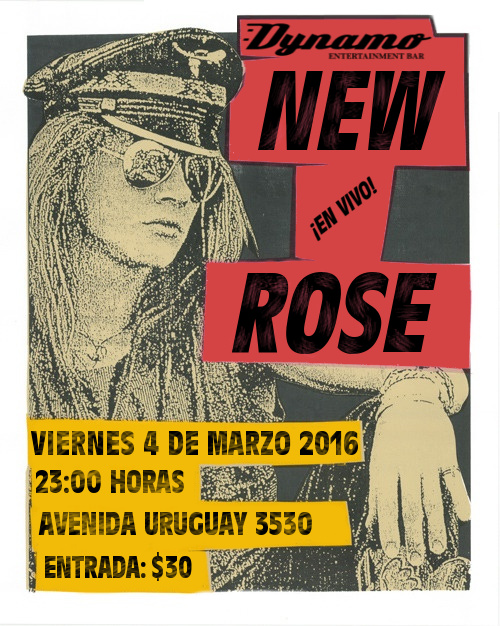 Dynamo
ENTERTAINMENT BAR
NEW
¡EN VIVO!
ROSE
VIERNES 4 DE MARZO 2016
23:00 HORAS
AVENIDA URUGUAY 3530
ENTRADA: $30